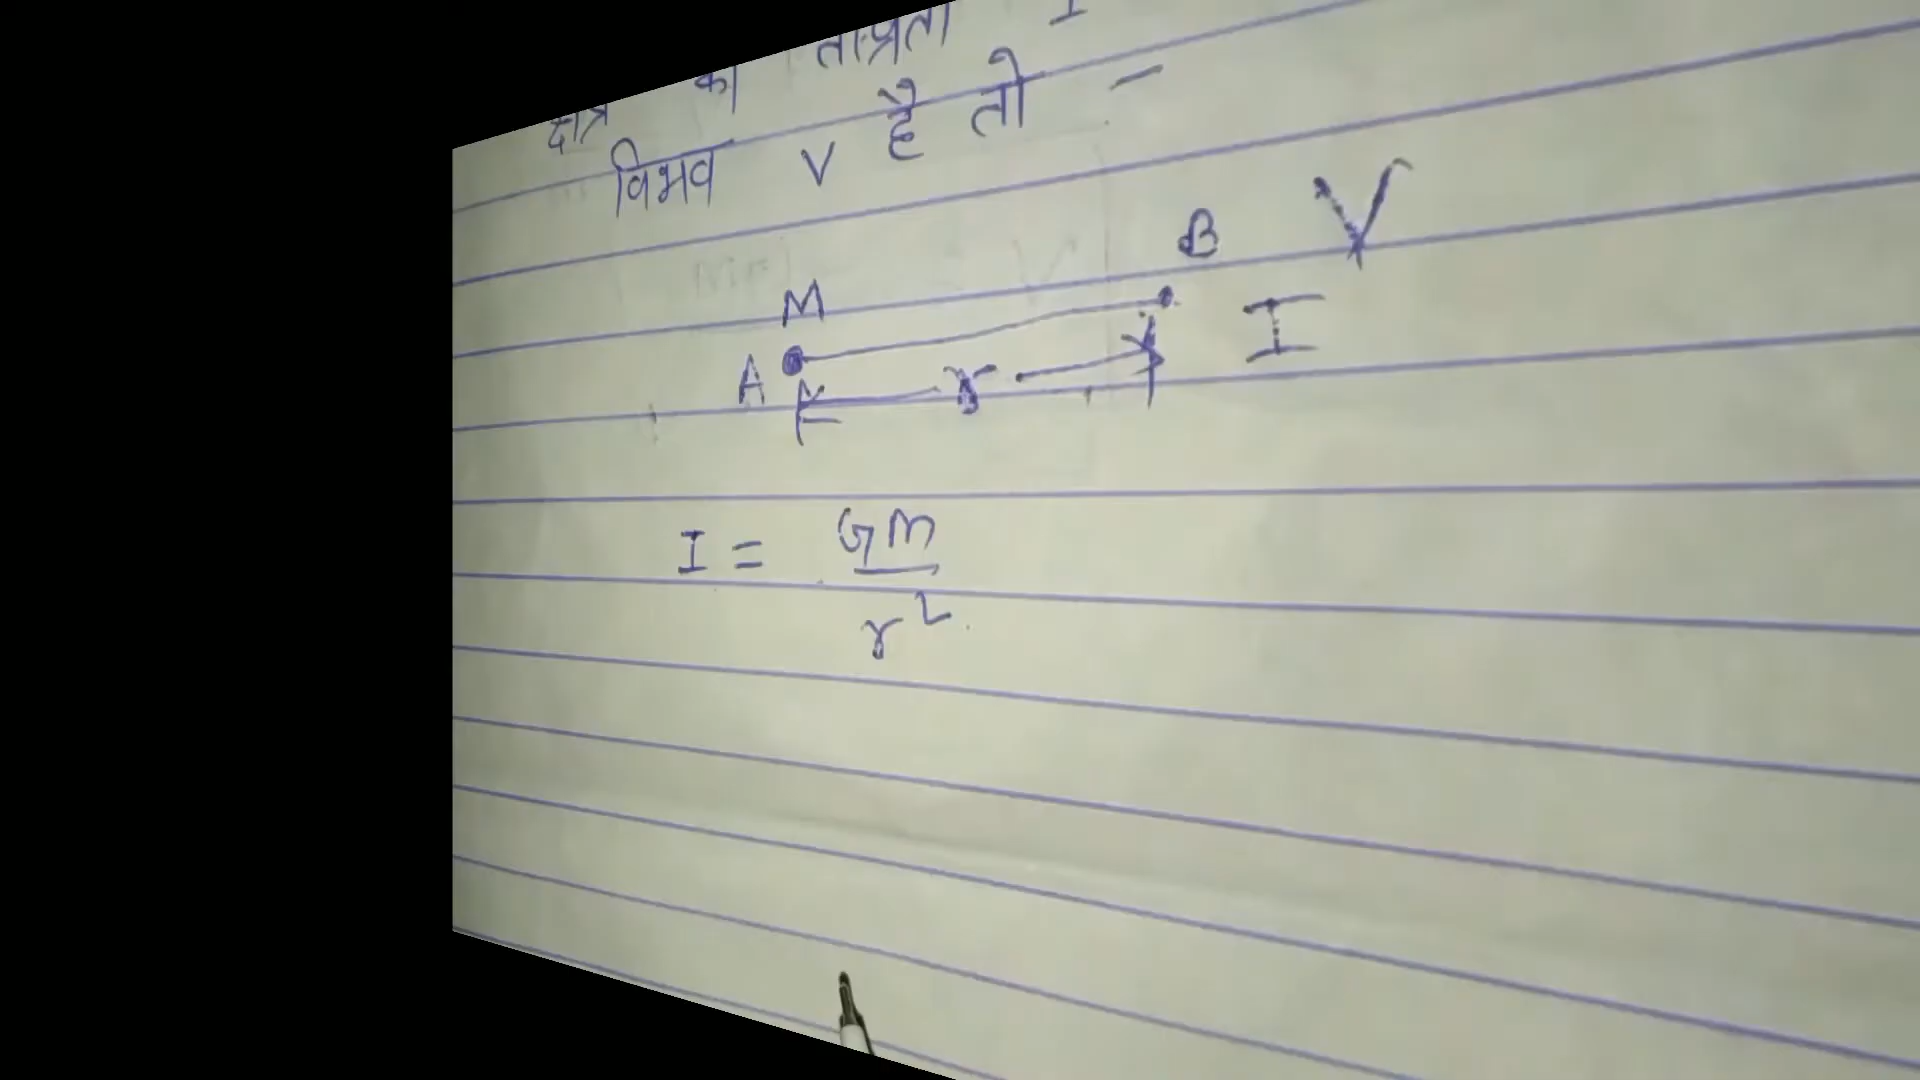 क्षेत्र की तीव्रता I
विभव V है तो -
B V
M
A r I
I = GM
r²